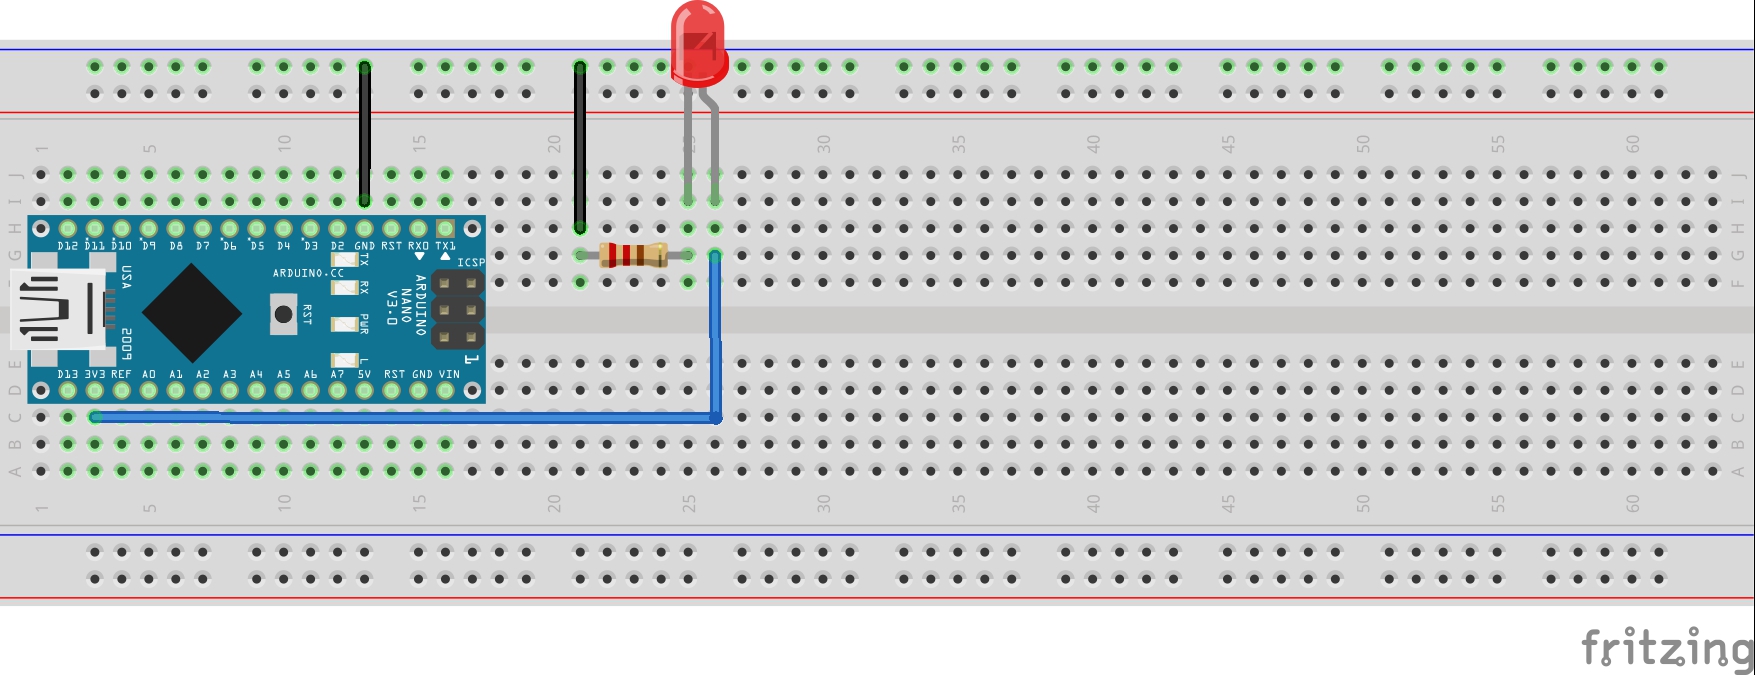 1 5 10 15 20 25 30 35 40 45 50 55 60
J J
I I
H H
D12 D11 D10 D9 D8 D7 D6 D5 D4 D3 D2 GND RST RX0 TX1
G G
ARDUINO.CC
TX
ICSP
USA
RX
F
RST
ARDUINO
NANO
V3.0
PWR
2009
L
1
E E
D13 3V3 REF A0 A1 A2 A3 A4 A5 A6 A7 5V RST GND VIN
D D
C C
B B
A A
1 5 10 15 20 25 30 35 40 45 50 55 60
fritzing